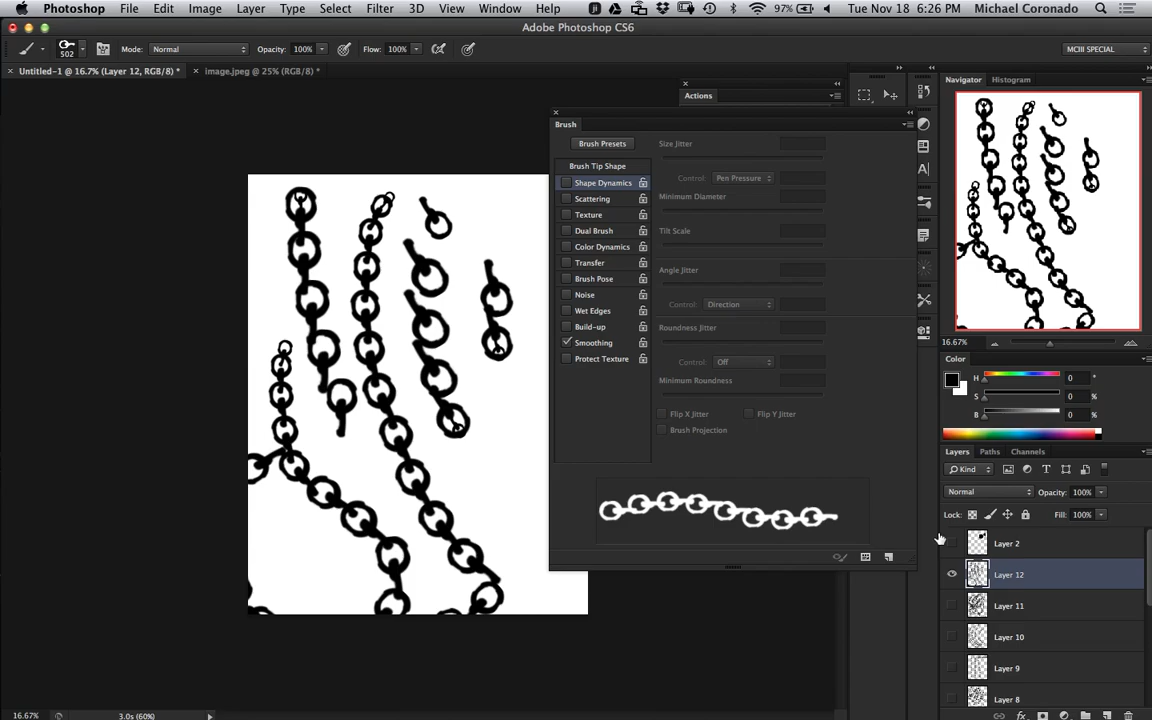 Photoshop File Edit Image Layer Type Select Filter 3D View Window Help 97% Tue Nov 18 6:26 PM Michael Coronado
Adobe Photoshop CS6
502 Mode: Normal Opacity: 100% Flow: 100% MCIII SPECIAL
Untitled-1 @ 16.7% (Layer 12, RGB/8) * image.jpeg @ 25% (RGB/8) *
Actions
Navigator Histogram
Brush
Brush Presets
Size Jitter
Brush Tip Shape
Shape Dynamics
Control: Pen Pressure
Scattering
Minimum Diameter
Texture
Dual Brush
Tilt Scale
Color Dynamics
Transfer
Angle Jitter
Brush Pose
Noise
Control: Direction
Wet Edges
Build-up
Roundness Jitter
Smoothing
Protect Texture
Control: Off
Minimum Roundness
Flip X Jitter Flip Y Jitter
Brush Projection
16.67%
Color
H 0 °
S 0 %
B 0 %
Layers Paths Channels
Kind
Normal Opacity: 100%
Lock: Fill: 100%
Layer 2
Layer 12
Layer 11
Layer 10
Layer 9
Layer 8
16.67% 3.0s (60%)